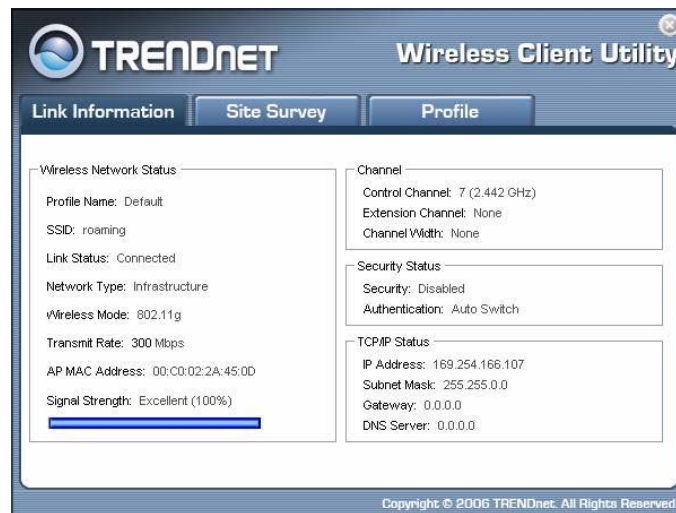 TRENDNET
Wireless Client Utility
Link Information
Site Survey
Profile
Wireless Network Status
Profile Name: Default
SSID: roaming
Link Status: Connected
Network Type: Infrastructure
Wireless Mode: 802.11g
Transmit Rate: 300 Mbps
AP MAC Address: 00:C0:02:2A:45:0D
Signal Strength: Excellent (100%)
Channel
Control Channel: 7 (2.442 GHz)
Extension Channel: None
Channel Width: None
Security Status
Security: Disabled
Authentication: Auto Switch
TCP/IP Status
IP Address: 169.254.166.107
Subnet Mask: 255.255.0.0
Gateway: 0.0.0.0
DNS Server: 0.0.0.0
Copyright © 2006 TRENDnet. All Rights Reserved